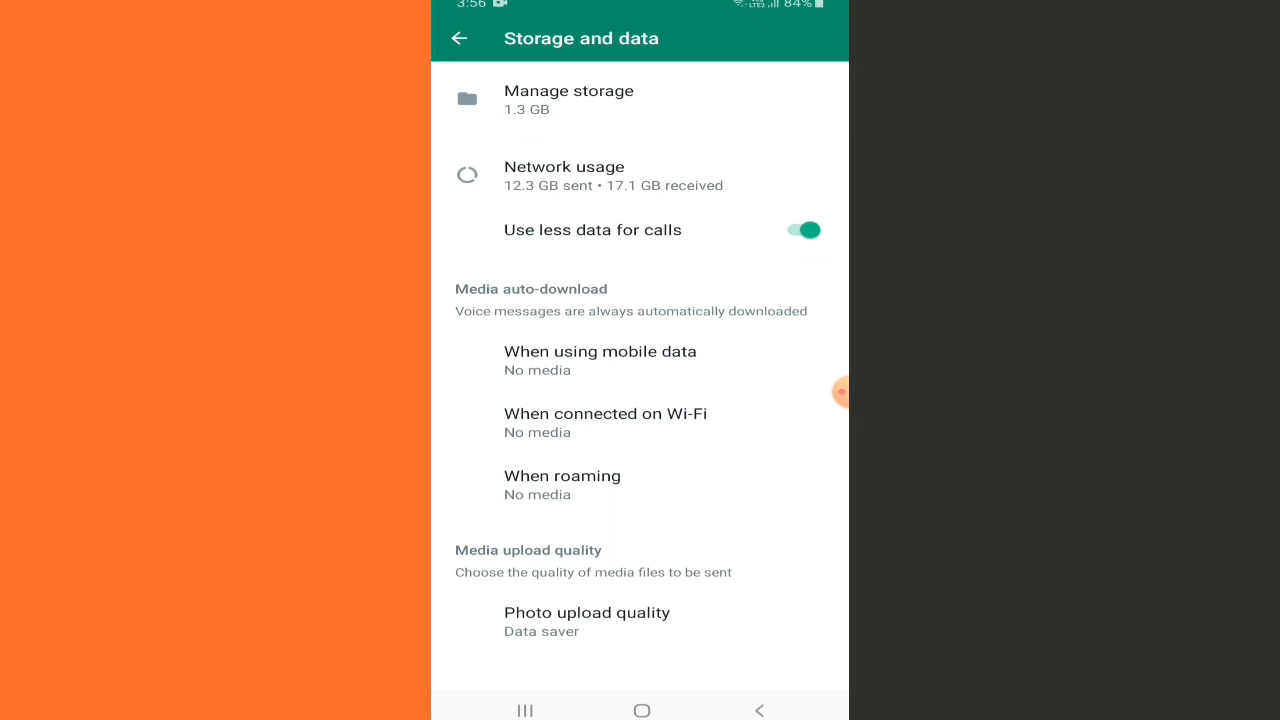 3:56 84%
Storage and data
Manage storage
1.3 GB
Network usage
12.3 GB sent • 17.1 GB received
Use less data for calls
Media auto-download
Voice messages are always automatically downloaded
When using mobile data
No media
When connected on Wi-Fi
No media
When roaming
No media
Media upload quality
Choose the quality of media files to be sent
Photo upload quality
Data saver